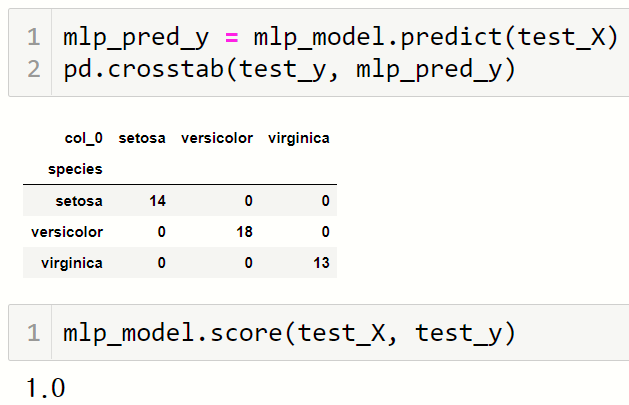 1 mlp_pred_y = mlp_model.predict(test_X)
2 pd.crosstab(test_y, mlp_pred_y)
col_0 setosa versicolor virginica
species
setosa 14 0 0
versicolor 0 18 0
virginica 0 0 13
1 mlp_model.score(test_X, test_y)
1.0